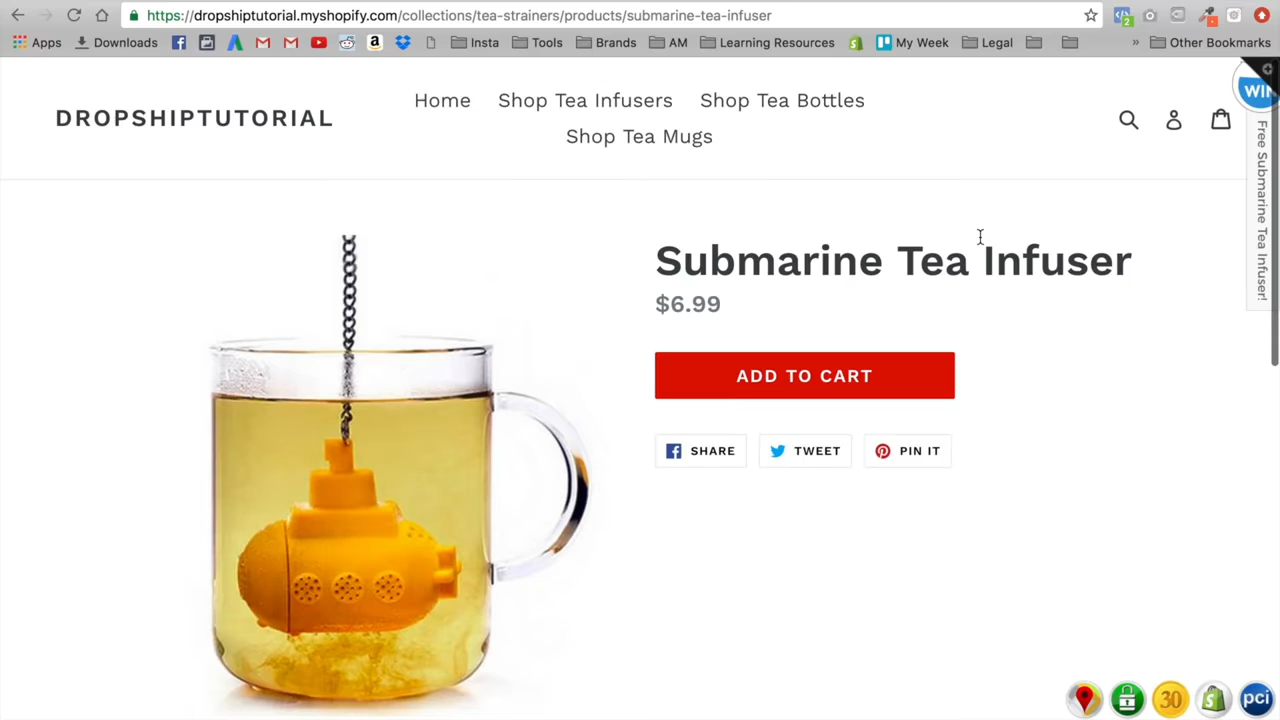 https://dropshiptutorial.myshopify.com/collections/tea-strainers/products/submarine-tea-infuser
2
Apps Downloads Insta Tools Brands AM Learning Resources My Week Legal » Other Bookmarks
DROPSHIPTUTORIAL
Home Shop Tea Infusers Shop Tea Bottles
Shop Tea Mugs
WIN
Free Submarine Tea Infuser!
Submarine Tea Infuser
$6.99
ADD TO CART
SHARE TWEET PIN IT
30 pci